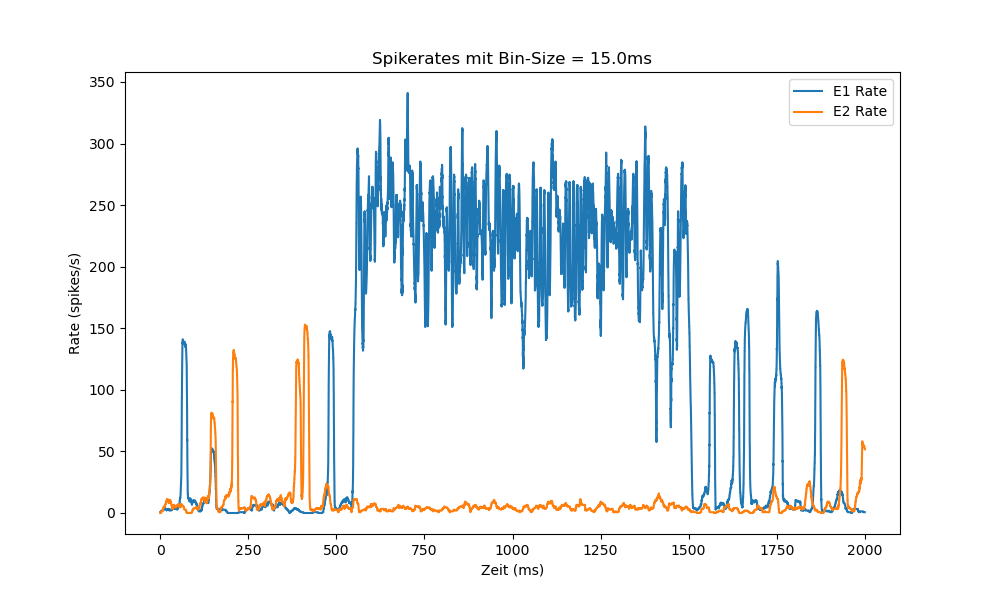 Spikerates mit Bin-Size = 15.0ms
E1 Rate
E2 Rate
350
300
250
200
150
100
50
0
Rate (spikes/s)
0 250 500 750 1000 1250 1500 1750 2000
Zeit (ms)